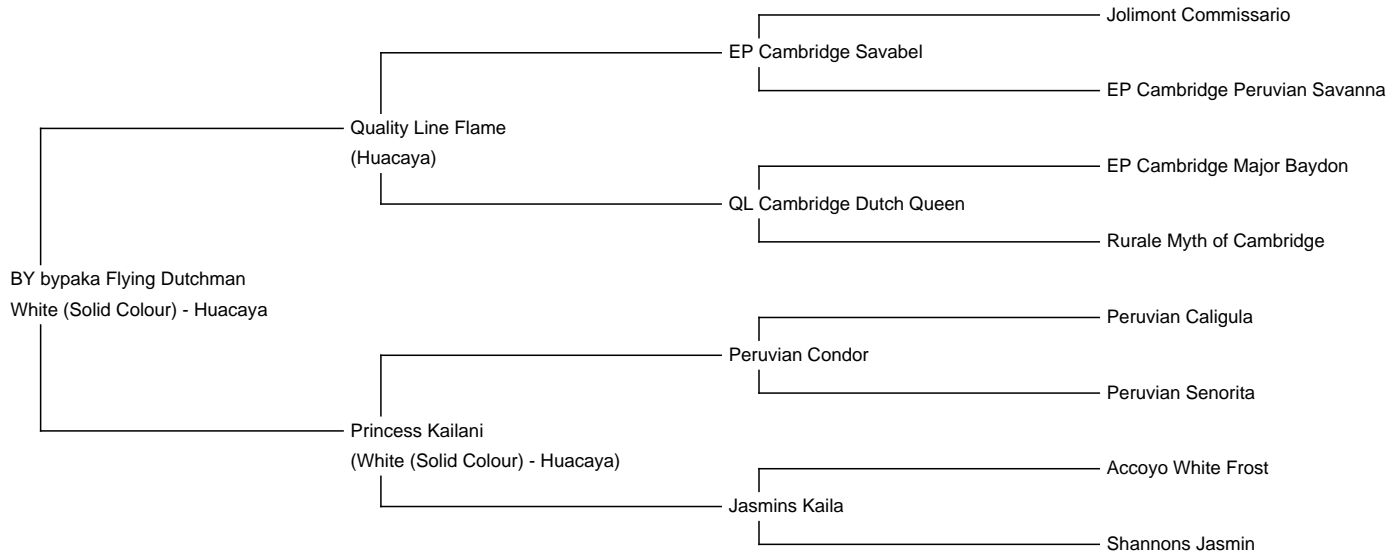 Jolimont Commissario
EP Cambridge Savabel
EP Cambridge Peruvian Savanna
Quality Line Flame
(Huacaya)
EP Cambridge Major Baydon
QL Cambridge Dutch Queen
Rurale Myth of Cambridge
BY bypaka Flying Dutchman
White (Solid Colour) - Huacaya
Peruvian Caligula
Peruvian Condor
Peruvian Senorita
Princess Kailani
(White (Solid Colour) - Huacaya)
Accoyo White Frost
Jasmins Kaila
Shannons Jasmin